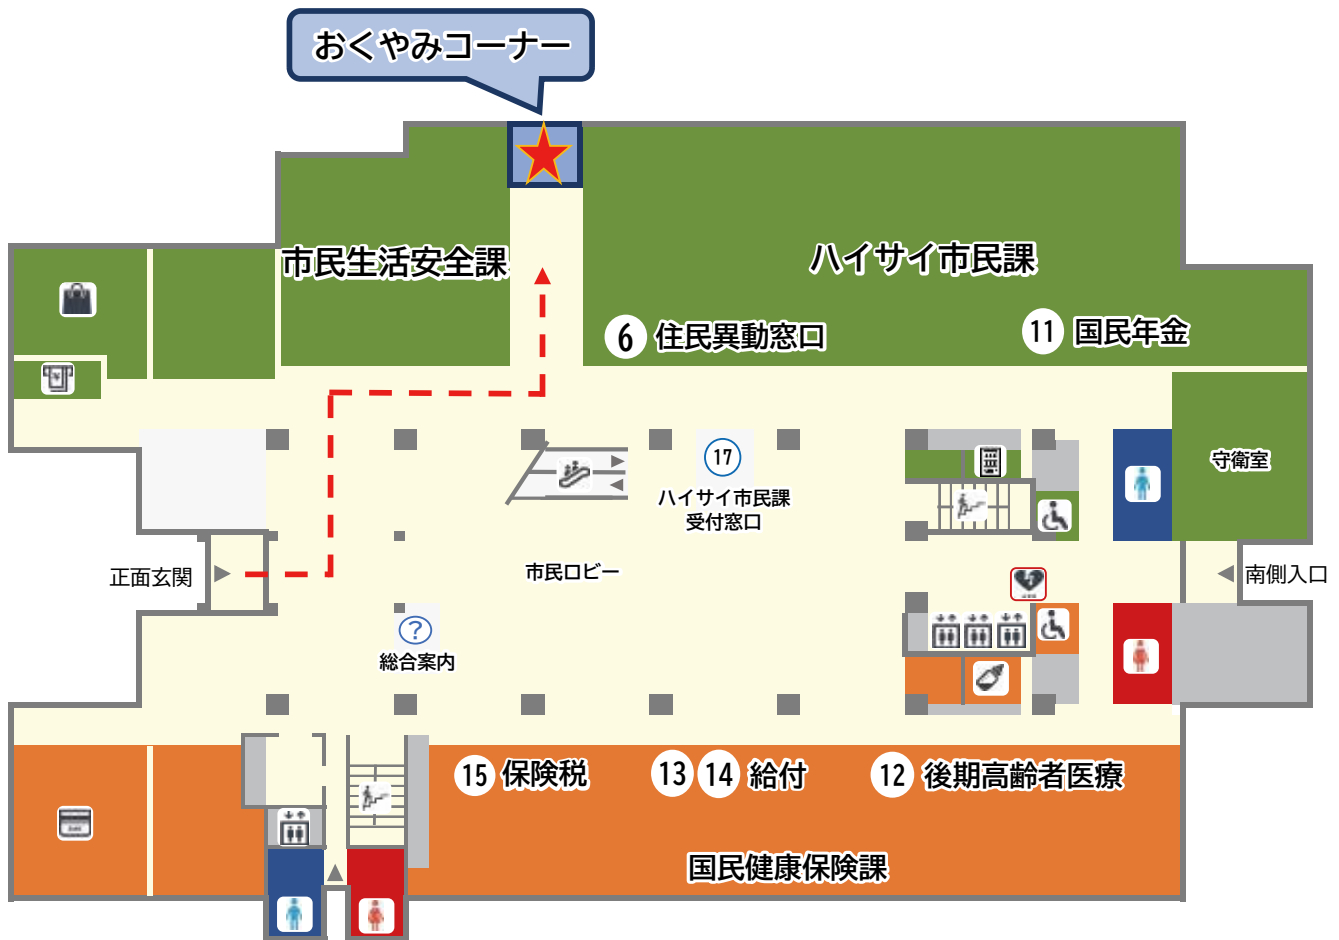 おくやみコーナー
市民生活安全課
ハイサイ市民課
6 住民異動窓口
11 国民年金
守衛室
17
ハイサイ市民課
受付窓口
正面玄関
市民ロビー
南側入口
?
総合案内
15 保険税
13 14 給付
12 後期高齢者医療
国民健康保険課